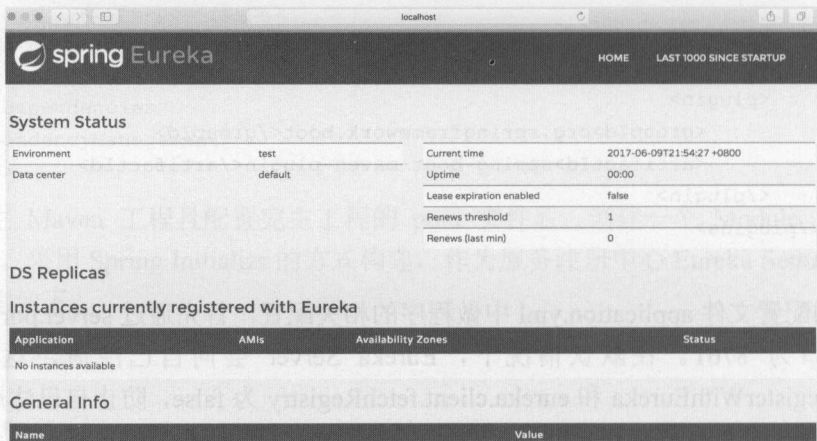 localhost
spring Eureka
HOME LAST 1000 SINCE STARTUP
System Status
Environment test
Data center default
Current time 2017-06-09T21:54:27 +0800
Uptime 00:00
Lease expiration enabled false
Renews threshold 1
Renews (last min) 0
DS Replicas
Instances currently registered with Eureka
Application AMIs Availability Zones Status
No instances available
General Info
Name Value